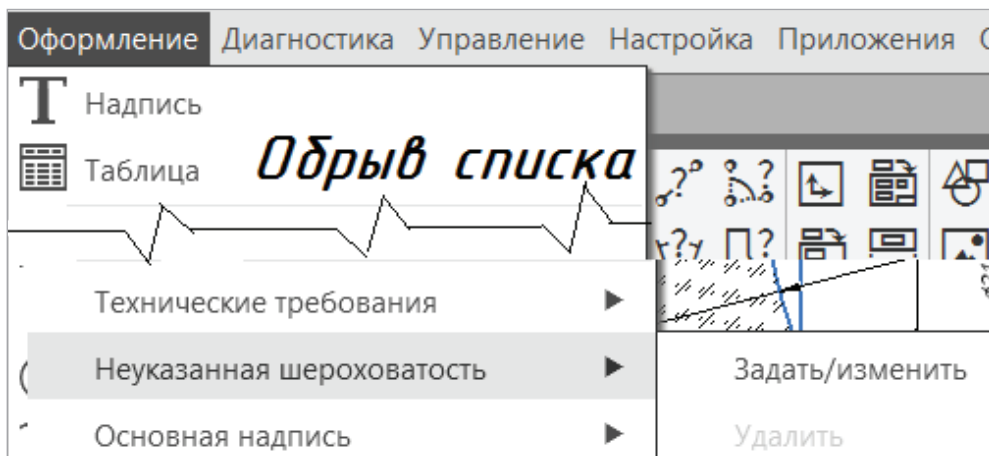 Оформление Диагностика Управление Настройка Приложения
Надпись
Таблица
Обрыв списка
Технические требования
Неуказанная шероховатость
Задать/изменить
Основная надпись
Удалить